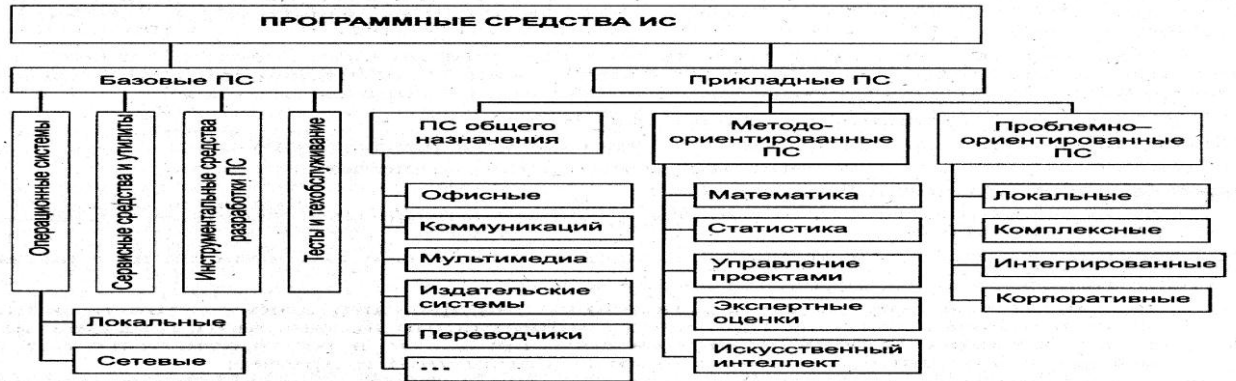 ПРОГРАММНЫЕ СРЕДСТВА ИС
Базовые ПС
Прикладные ПС
Операционные системы
Сервисные средства и утилиты
Инструментальные средства
разработки ПС
Тесты и техобслуживание
Локальные
Сетевые
ПС общего
назначения
Офисные
Коммуникаций
Мультимедиа
Издательские
системы
Переводчики
...
Методо-
ориентированные
ПС
Математика
Статистика
Управление
проектами
Экспертные
оценки
Искусственный
интеллект
Проблемно–
ориентированные
ПС
Локальные
Комплексные
Интегрированные
Корпоративные